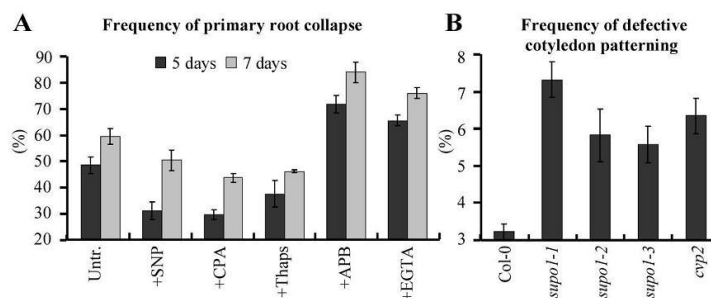 A
Frequency of primary root collapse
5 days
7 days
(%)
90
80
70
60
50
40
30
20
Untr.
+SNP
+CPA
+Thaps
+APB
+EGTA
B
Frequency of defective
cotyledon patterning
(%)
8
7
6
5
4
3
Col-0
supo1-1
supo1-2
supo1-3
cvp2